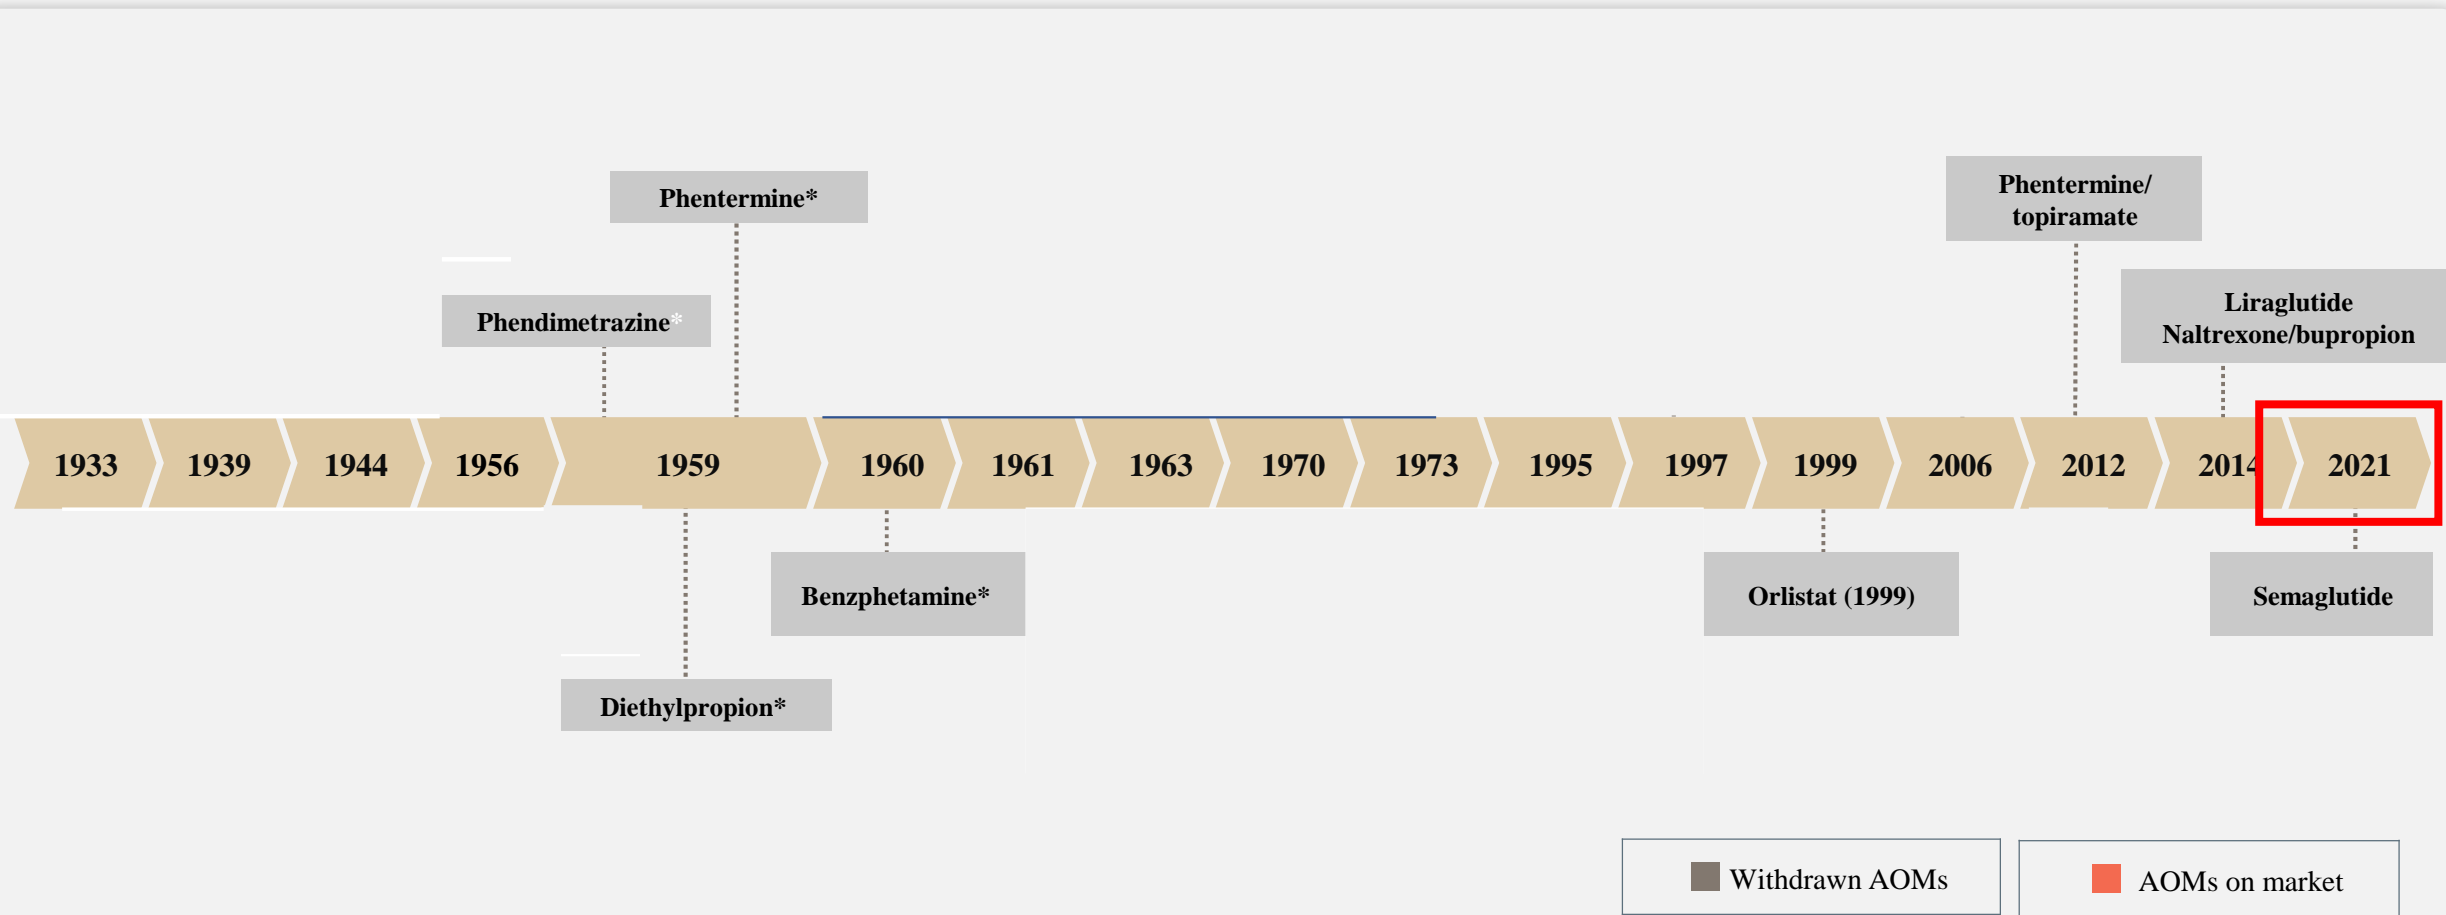 Phentermine*
Phentermine/
topiramate
Phendimetrazine*
Liraglutide
Naltrexone/bupropion
1933 1939 1944 1956 1959 1960 1961 1963 1970 1973 1995 1997 1999 2006 2012 2014 2021
Benzphetamine*
Orlistat (1999)
Semaglutide
Diethylpropion*
Withdrawn AOMs
AOMs on market